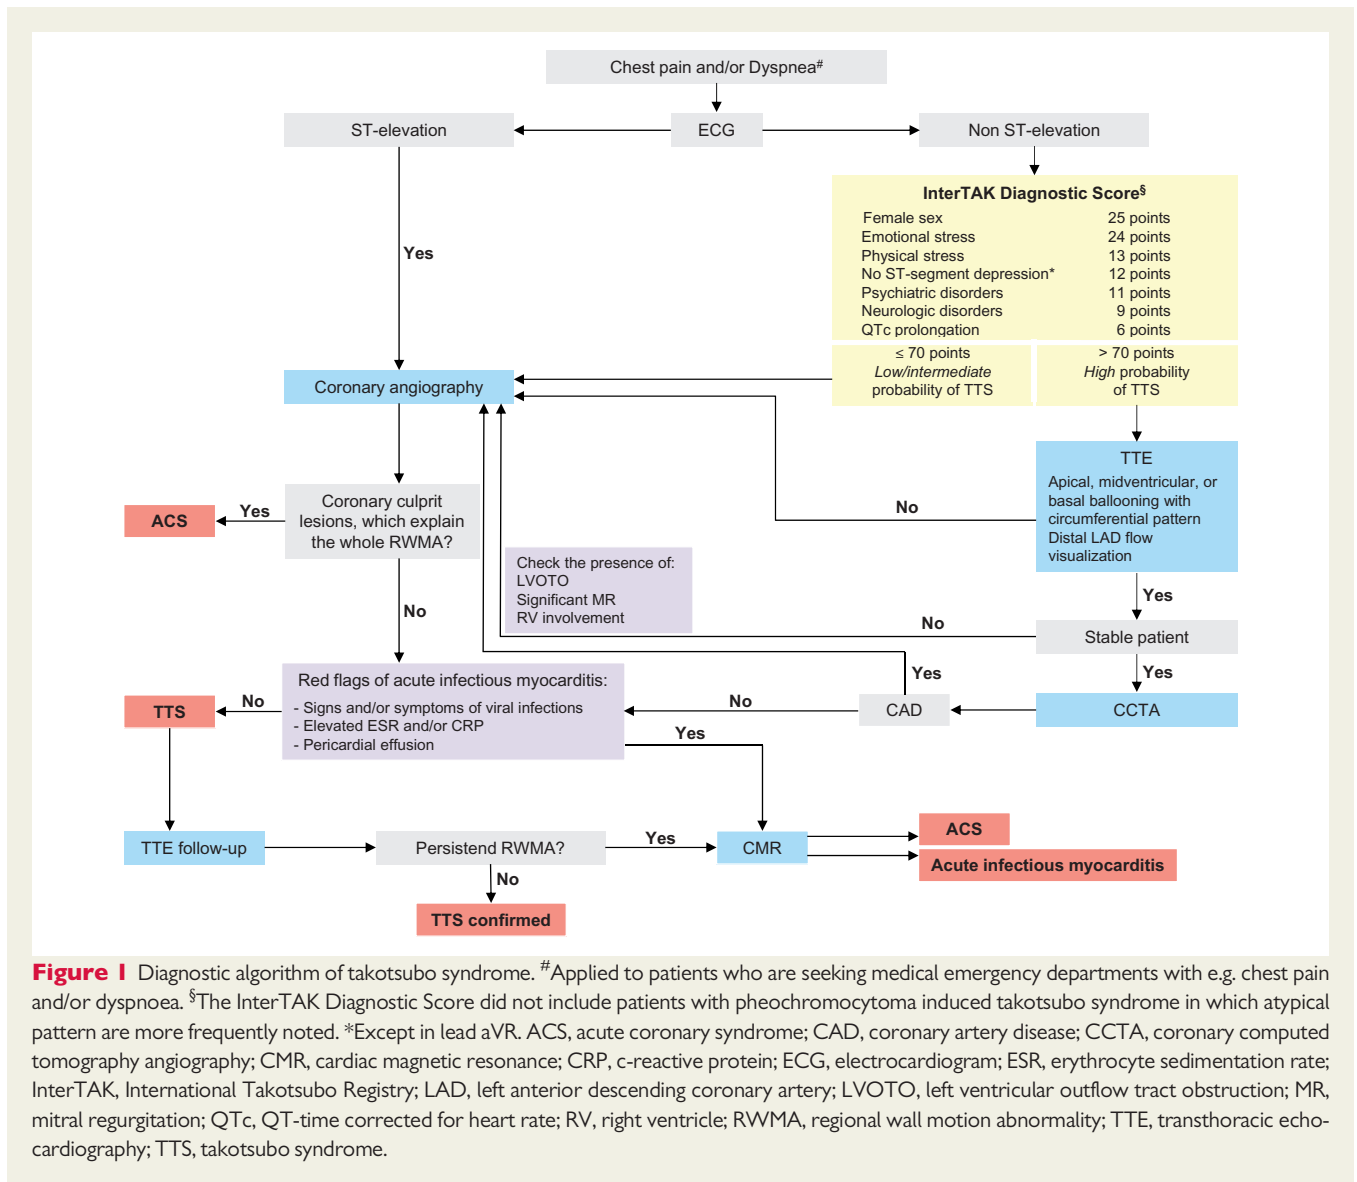 Chest pain and/or Dyspnea#
ST-elevation
ECG
Non ST-elevation
InterTAK Diagnostic Score§
Female sex 25 points
Emotional stress 24 points
Physical stress 13 points
No ST-segment depression* 12 points
Psychiatric disorders 11 points
Neurologic disorders 9 points
QTc prolongation 6 points
Yes
≤ 70 points
Low/intermediate
probability of TTS
> 70 points
High probability
of TTS
Coronary angiography
TTE
Apical, midventricular, or
basal ballooning with
circumferential pattern
Distal LAD flow
visualization
No
Coronary culprit
lesions, which explain
the whole RWMA?
Yes
ACS
Check the presence of:
LVOTO
Significant MR
RV involvement
Yes
No
No
Stable patient
Yes
Yes
Red flags of acute infectious myocarditis:
- Signs and/or symptoms of viral infections
- Elevated ESR and/or CRP
- Pericardial effusion
No
TTS
No
CAD
CCTA
Yes
TTE follow-up
Persistend RWMA?
Yes
CMR
ACS
Acute infectious myocarditis
No
TTS confirmed
Figure 1 Diagnostic algorithm of takotsubo syndrome. #Applied to patients who are seeking medical emergency departments with e.g. chest pain
and/or dyspnoea. §The InterTAK Diagnostic Score did not include patients with pheochromocytoma induced takotsubo syndrome in which atypical
pattern are more frequently noted. *Except in lead aVR. ACS, acute coronary syndrome; CAD, coronary artery disease; CCTA, coronary computed
tomography angiography; CMR, cardiac magnetic resonance; CRP, c-reactive protein; ECG, electrocardiogram; ESR, erythrocyte sedimentation rate;
InterTAK, International Takotsubo Registry; LAD, left anterior descending coronary artery; LVOTO, left ventricular outflow tract obstruction; MR,
mitral regurgitation; QTc, QT-time corrected for heart rate; RV, right ventricle; RWMA, regional wall motion abnormality; TTE, transthoracic echo-
cardiography; TTS, takotsubo syndrome.